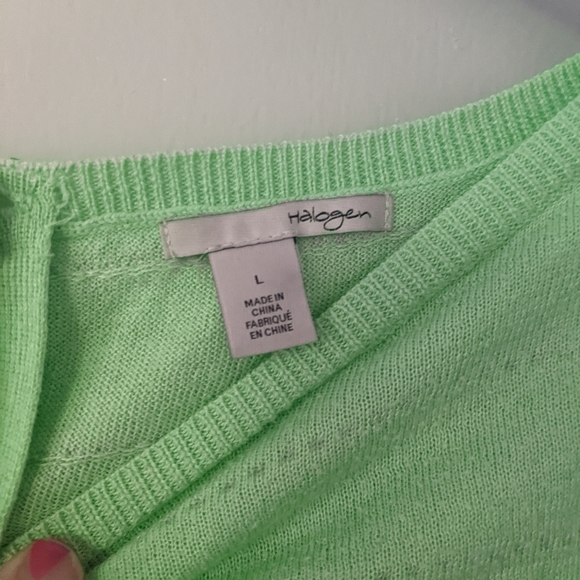 Halogen
L
MADE IN
CHINA
FABRIQUÉ
EN CHINE